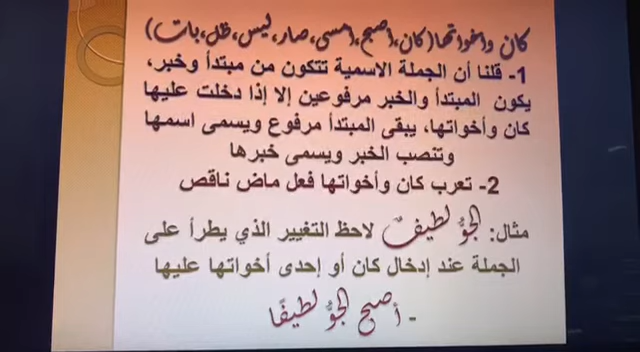 كان وأخواتها (كان، أصبح، امسى، صار، ليس، ظل، بات)
1- قلنا أن الجملة الاسمية تتكون من مبتدأ وخبر،
يكون المبتدأ والخبر مرفوعين إلا إذا دخلت عليها
كان وأخواتها، يبقى المبتدأ مرفوع ويسمى اسمها
وتنصب الخبر ويسمى خبرها
2- تعرب كان وأخواتها فعل ماض ناقص
مثال: الجوُّ لطيفٌ لاحظ التغيير الذي يطرأ على
الجملة عند إدخال كان أو إحدى أخواتها عليها
- أصبح الجوُّ لطيفًا